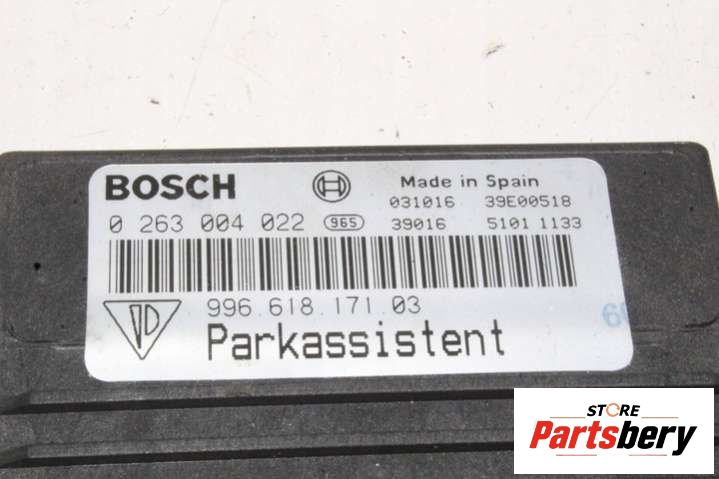 BOSCH Made in Spain
031016 39E00518
0 263 004 022 965 39016 5101 1133
996.618.171.03
Parkassistent
STORE
Partsbery